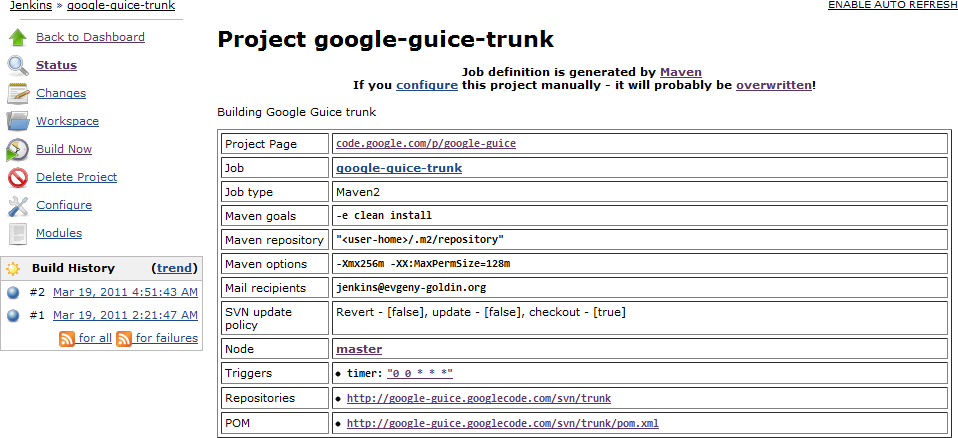 Jenkins » google-guice-trunk
ENABLE AUTO REFRESH
Back to Dashboard
Status
Changes
Workspace
Build Now
Delete Project
Configure
Modules
Build History (trend)
#2 Mar 19, 2011 4:51:43 AM
#1 Mar 19, 2011 2:21:47 AM
for all for failures
Project google-guice-trunk
Job definition is generated by Maven
If you configure this project manually - it will probably be overwritten!
Building Google Guice trunk
Project Page code.google.com/p/google-guice
Job google-guice-trunk
Job type Maven2
Maven goals -e clean install
Maven repository "<user-home>/.m2/repository"
Maven options -Xmx256m -XX:MaxPermSize=128m
Mail recipients jenkins@evgeny-goldin.org
SVN update policy Revert - [false], update - [false], checkout - [true]
Node master
Triggers • timer: "0 0 * * *"
Repositories • http://google-guice.googlecode.com/svn/trunk
POM • http://google-guice.googlecode.com/svn/trunk/pom.xml